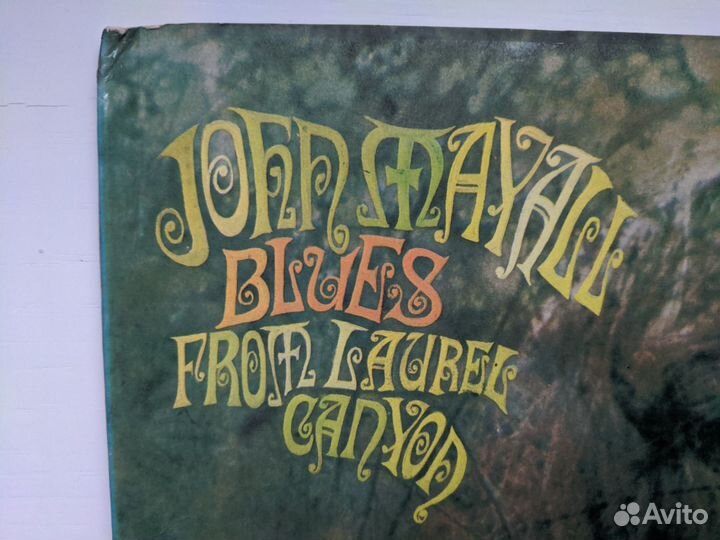 JOHN MAYALL
BLUES
FROM LAUREL
CANYON
Avito